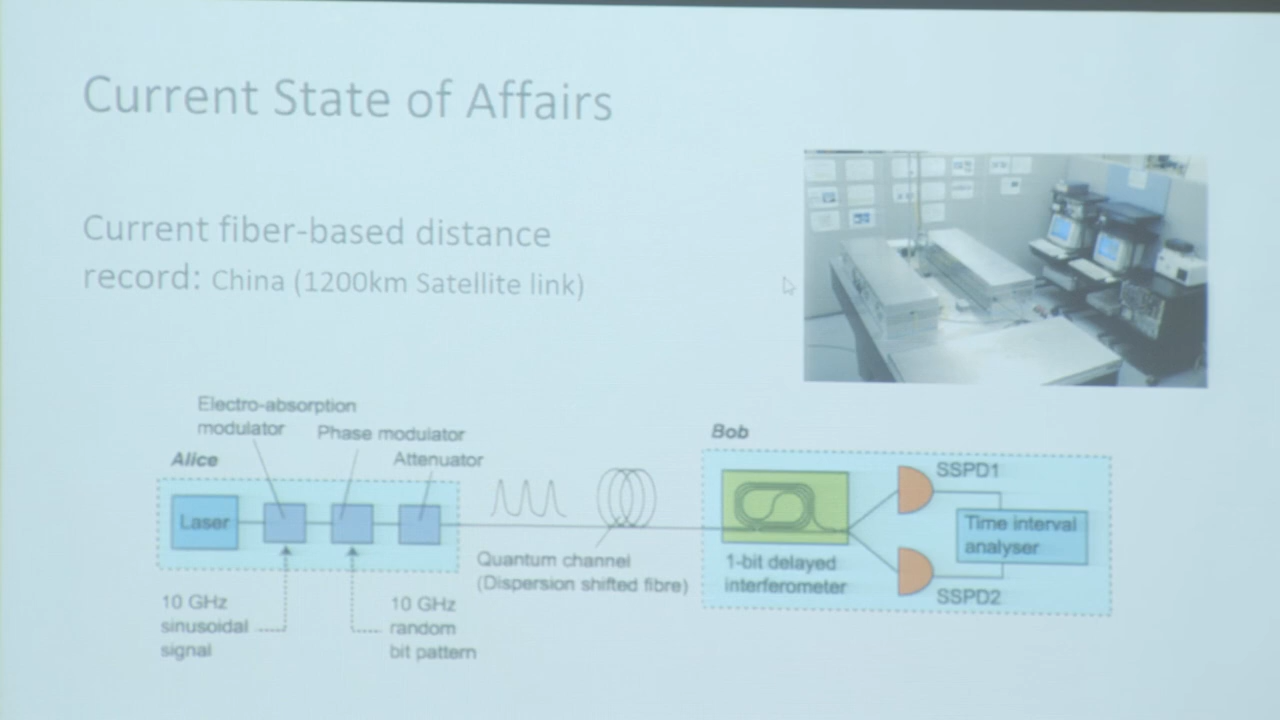 Current State of Affairs
Current fiber-based distance
record: China (1200km Satellite link)
Electro-absorption
modulator
Phase modulator
Attenuator
Alice
Laser
10 GHz
sinusoidal
signal
10 GHz
random
bit pattern
Quantum channel
(Dispersion shifted fibre)
Bob
1-bit delayed
interferometer
SSPD1
Time interval
analyser
SSPD2